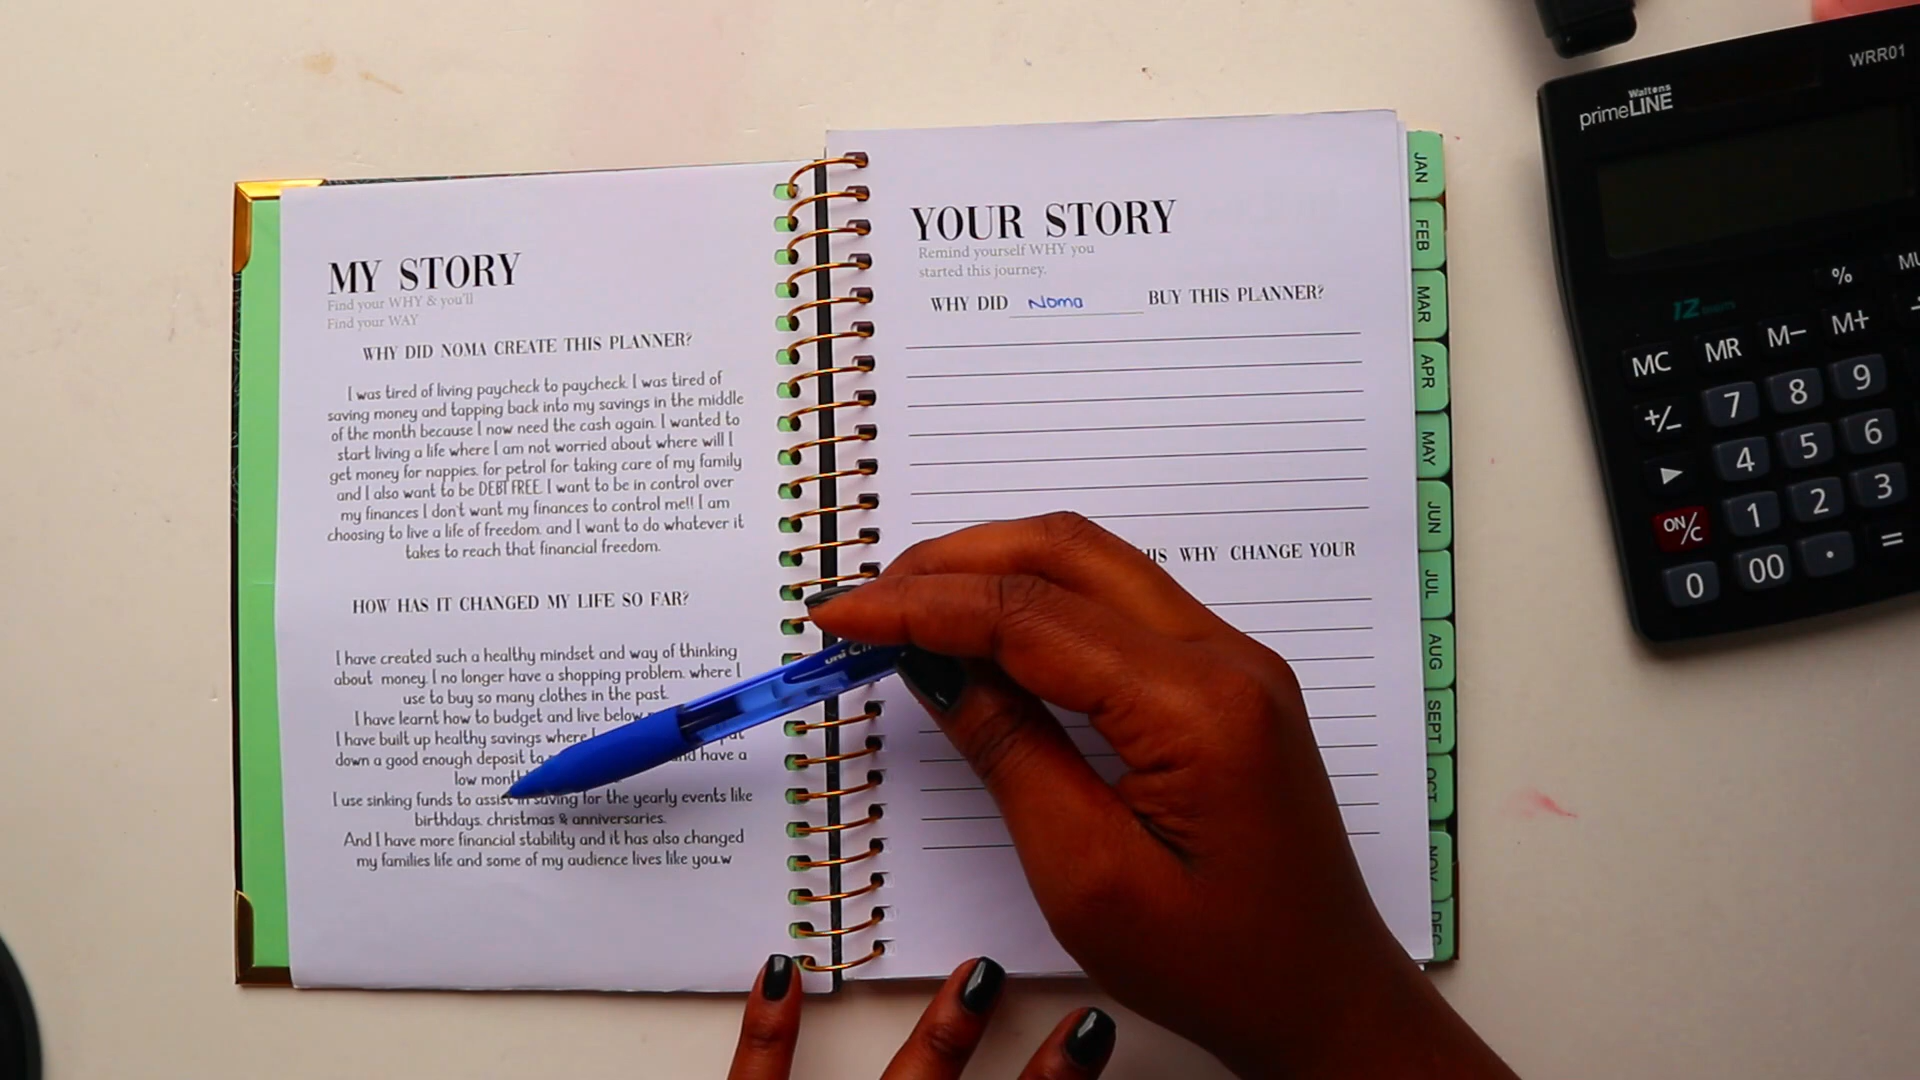 MY STORY
Find your WHY & you'll
Find your WAY
WHY DID NOMA CREATE THIS PLANNER?
I was tired of living paycheck to paycheck. I was tired of
saving money and tapping back into my savings in the middle
of the month because I now need the cash again. I wanted to
start living a life where I am not worried about where will I
get money for nappies. for petrol for taking care of my family
and I also want to be DEBT FREE. I want to be in control over
my finances I don't want my finances to control me!! I am
choosing to live a life of freedom. and I want to do whatever it
takes to reach that financial freedom.
HOW HAS IT CHANGED MY LIFE SO FAR?
I have created such a healthy mindset and way of thinking
about money. I no longer have a shopping problem. where I
use to buy so many clothes in the past.
I have learnt how to budget and live below
I have built up healthy savings where
down a good enough deposit to have a
low
I use sinking funds to assist in saving for the yearly events like
birthdays. christmas & anniversaries.
And I have more financial stability and it has also changed
my families life and some of my audience lives like you.w
YOUR STORY
Remind yourself WHY you
started this journey.
WHY DID Noma BUY THIS PLANNER?
WHY CHANGE YOUR
JAN
FEB
MAR
APR
MAY
JUN
JUL
AUG
SEPT
OCT
NOV
DEC
uni
Waltons
primeLINE
WRR01
12
%
MC MR M− M+
+/− 7 8 9
▶ 4 5 6
ON/C 1 2 3
0 00 . =